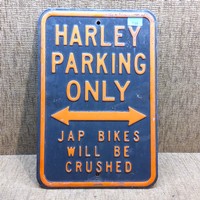 HARLEY
PARKING
ONLY
JAP BIKES
WILL BE
CRUSHED